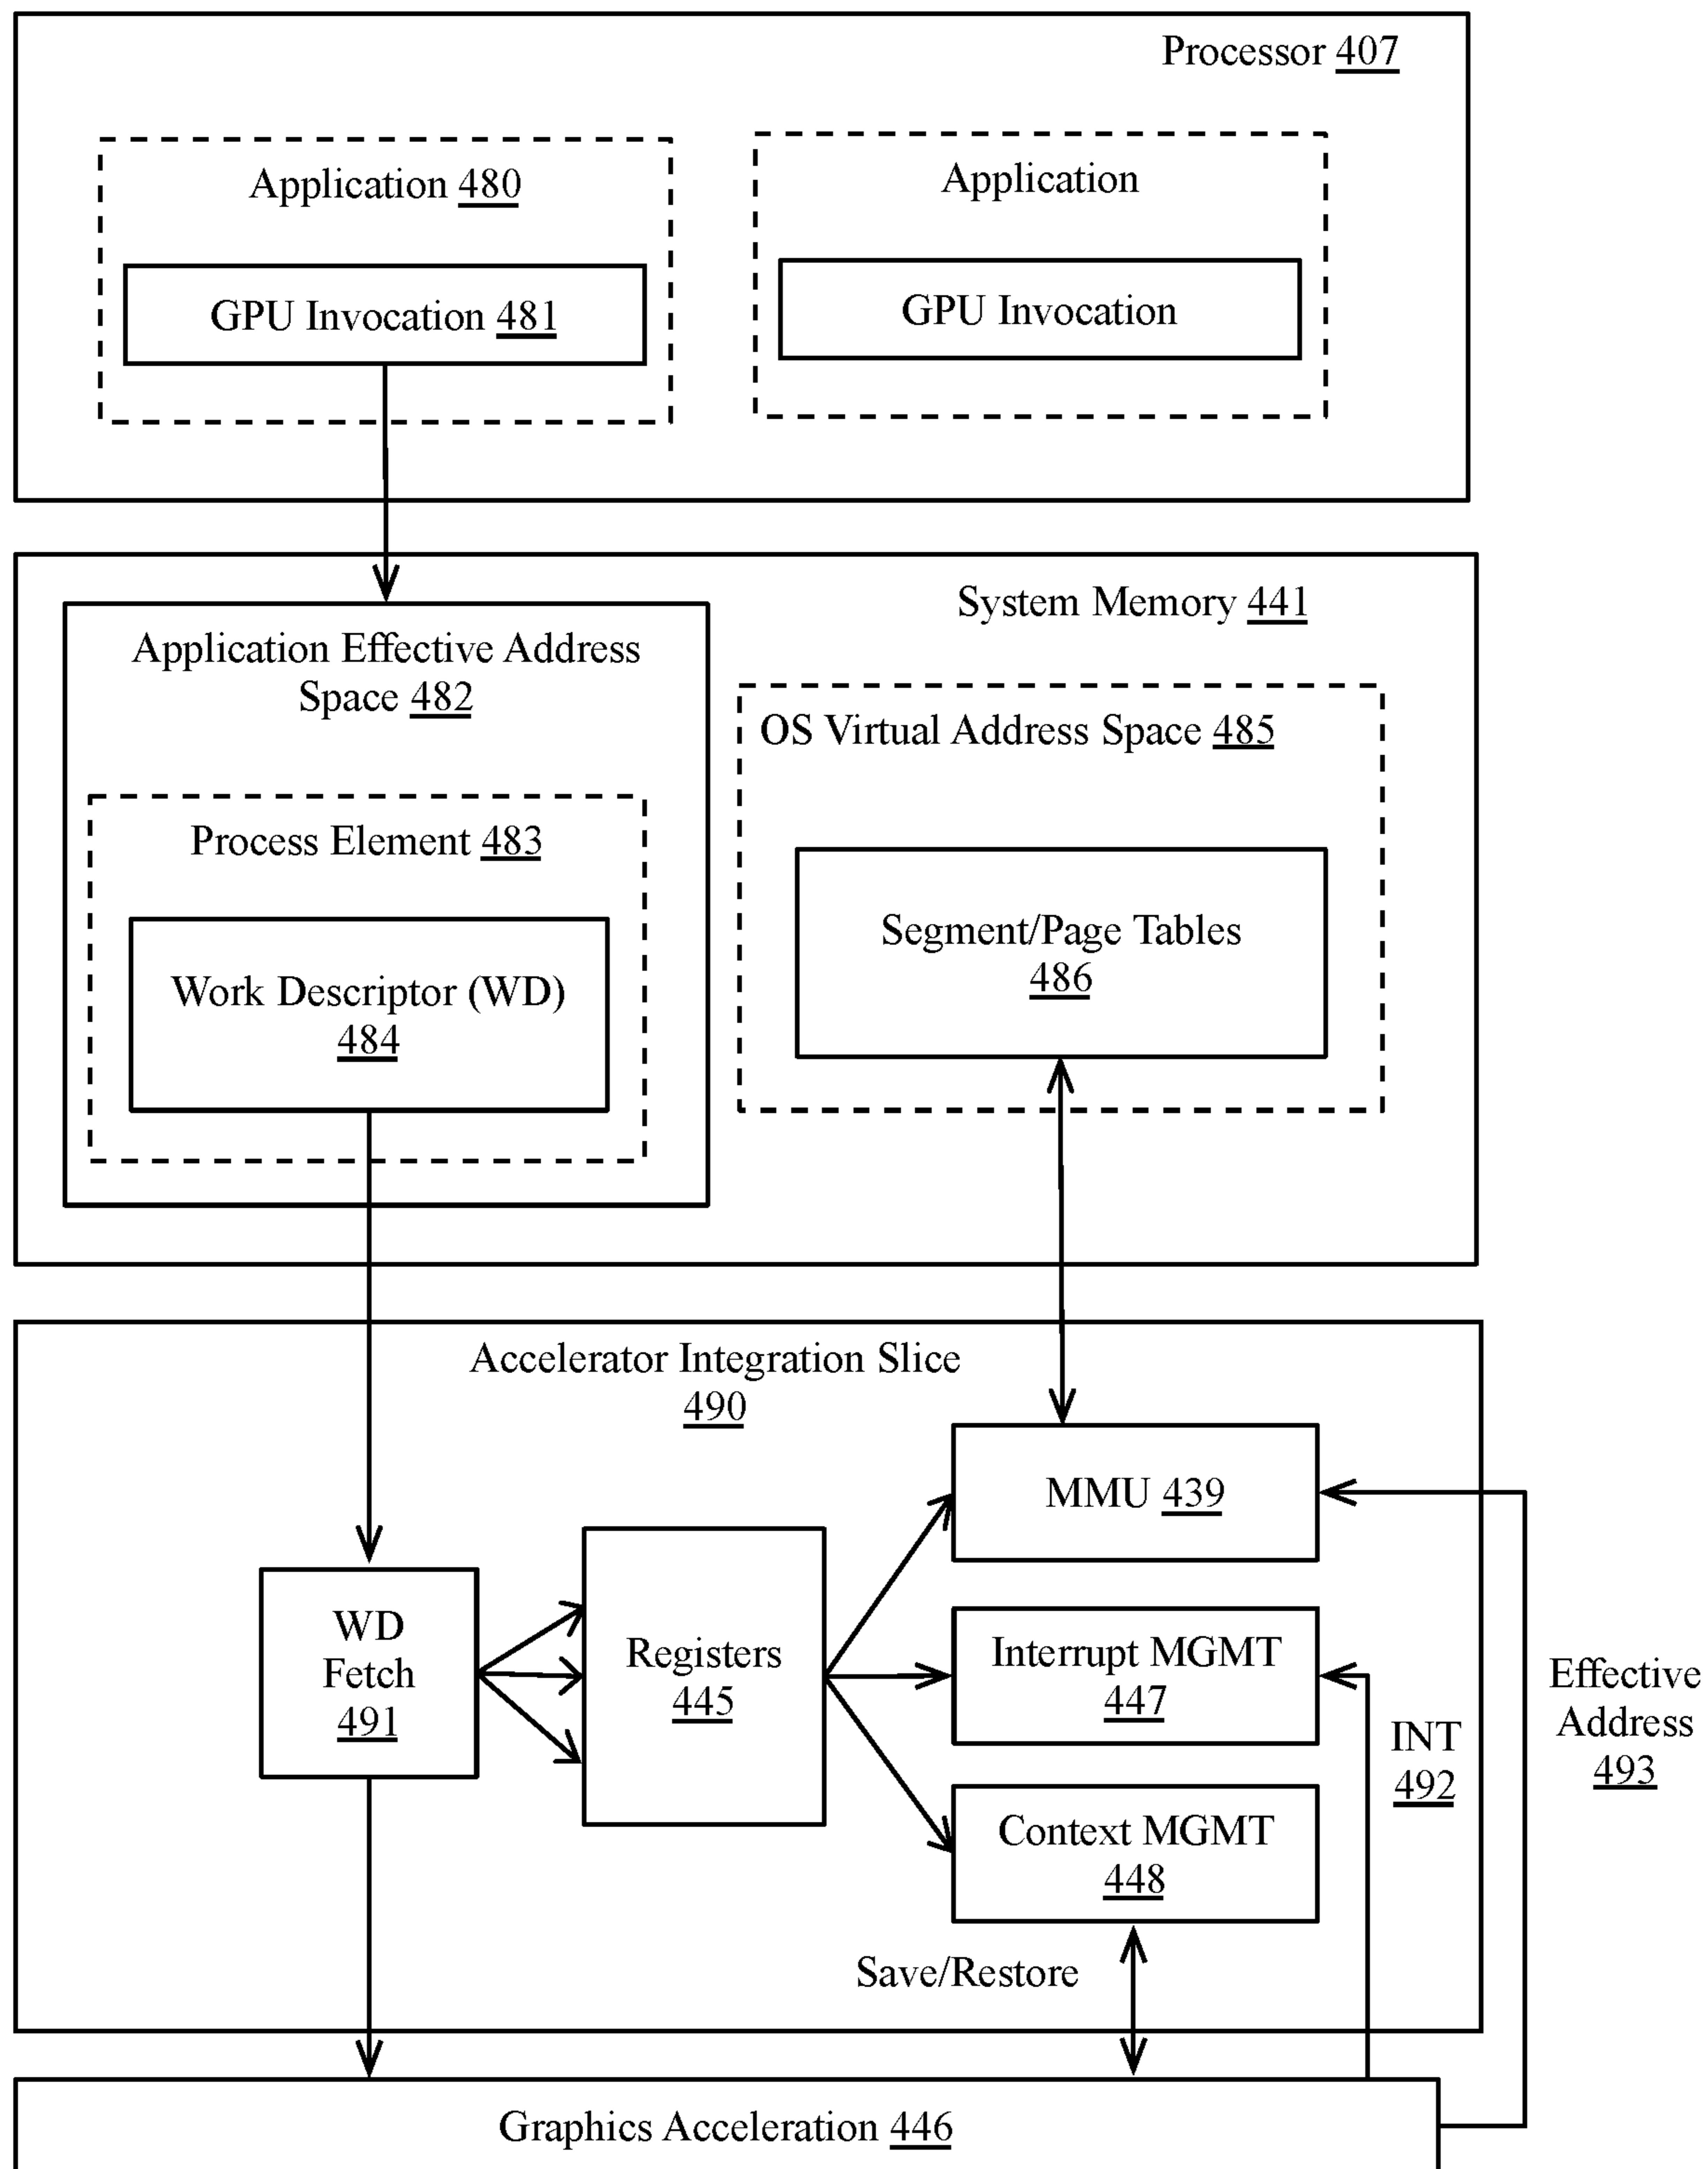 Processor 407
Application 480
Application
GPU Invocation 481
GPU Invocation
System Memory 441
Application Effective Address
Space 482
OS Virtual Address Space 485
Process Element 483
Segment/Page Tables
486
Work Descriptor (WD)
484
Accelerator Integration Slice
490
MMU 439
WD
Fetch
491
Registers
445
Interrupt MGMT
447
INT
492
Effective
Address
493
Context MGMT
448
Save/Restore
Graphics Acceleration 446